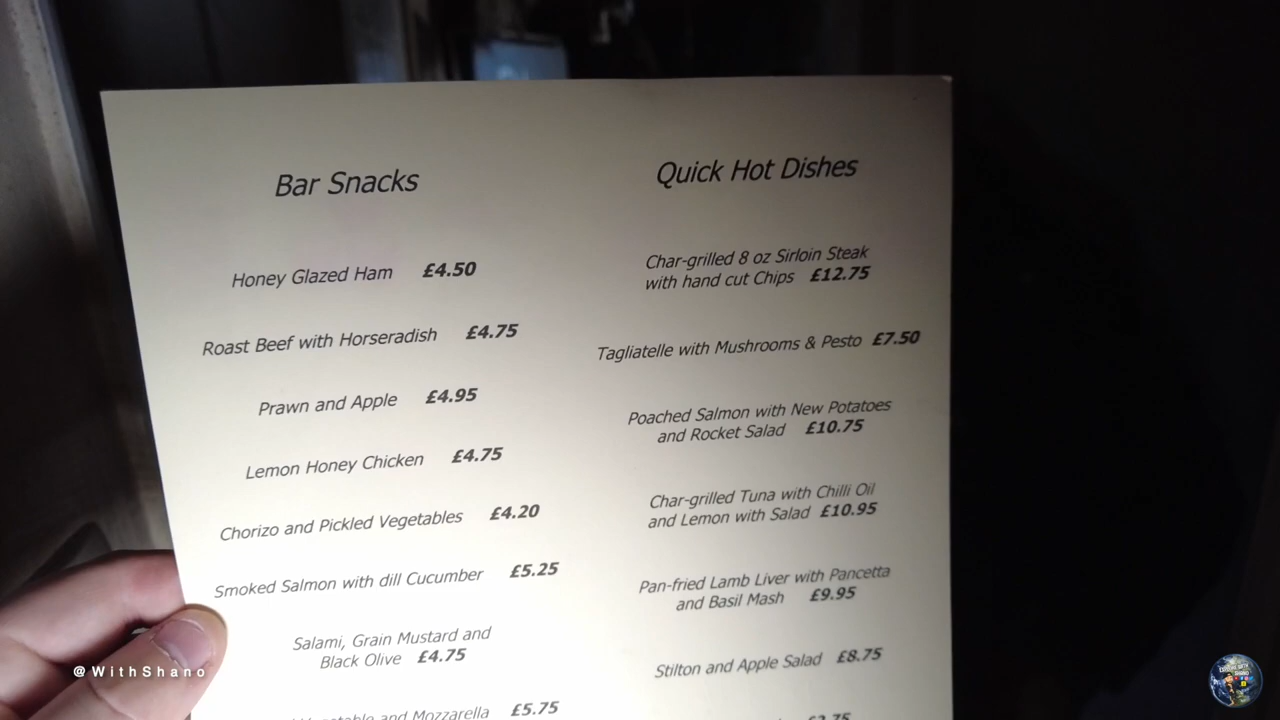 Bar Snacks
Honey Glazed Ham £4.50
Roast Beef with Horseradish £4.75
Prawn and Apple £4.95
Lemon Honey Chicken £4.75
Chorizo and Pickled Vegetables £4.20
Smoked Salmon with dill Cucumber £5.25
Salami, Grain Mustard and
Black Olive £4.75
Vegetable and Mozzarella £5.75
Quick Hot Dishes
Char-grilled 8 oz Sirloin Steak
with hand cut Chips £12.75
Tagliatelle with Mushrooms & Pesto £7.50
Poached Salmon with New Potatoes
and Rocket Salad £10.75
Char-grilled Tuna with Chilli Oil
and Lemon with Salad £10.95
Pan-fried Lamb Liver with Pancetta
and Basil Mash £9.95
Stilton and Apple Salad £8.75
@WithShano